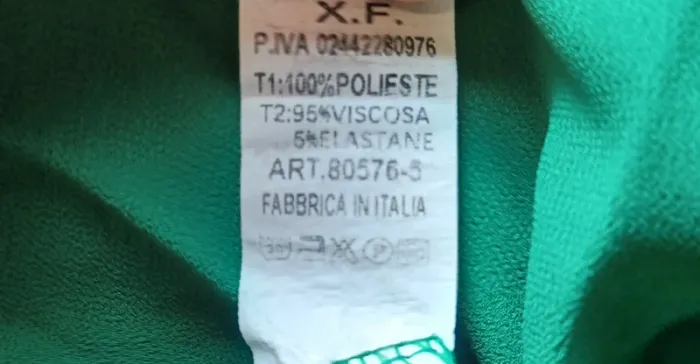 X.F.
P.IVA 02442280976
T1:100%POLIESTE
T2:95%VISCOSA
5%ELASTANE
ART.80576-5
FABBRICA IN ITALIA